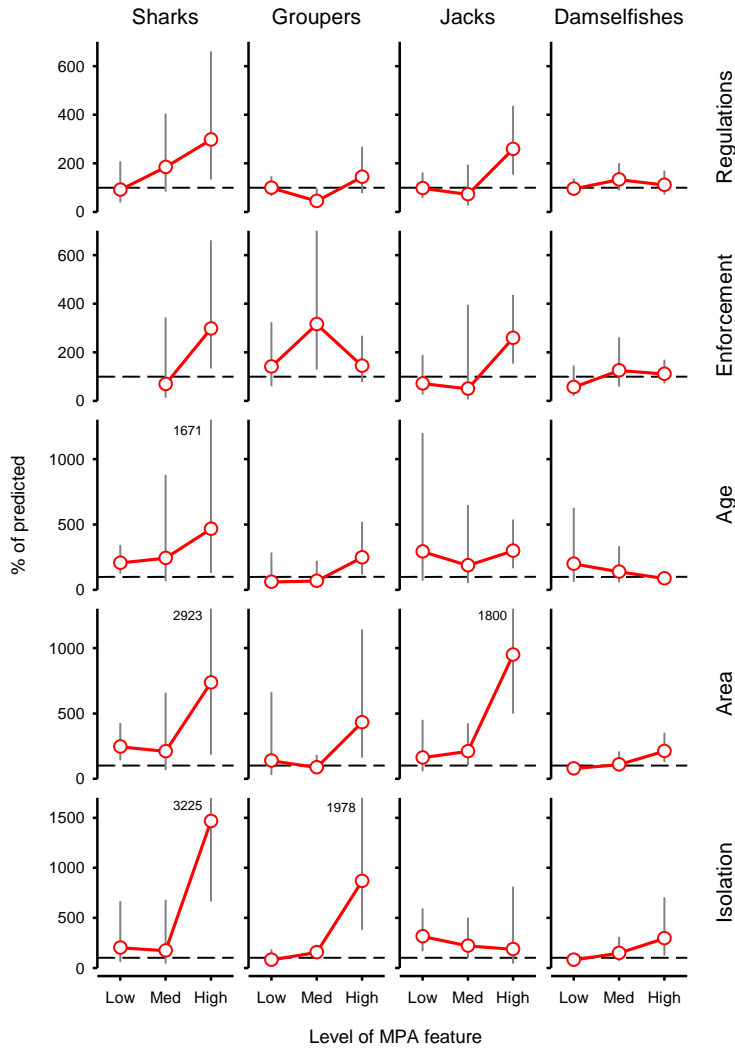 Sharks Groupers Jacks Damselfishes
600
400
200
0
Regulations
600
400
200
0
Enforcement
1671
1000
500
0
Age
% of predicted
2923 1800
1000
500
0
Area
3225 1978
1500
1000
500
0
Isolation
Low Med High Low Med High Low Med High Low Med High
Level of MPA feature